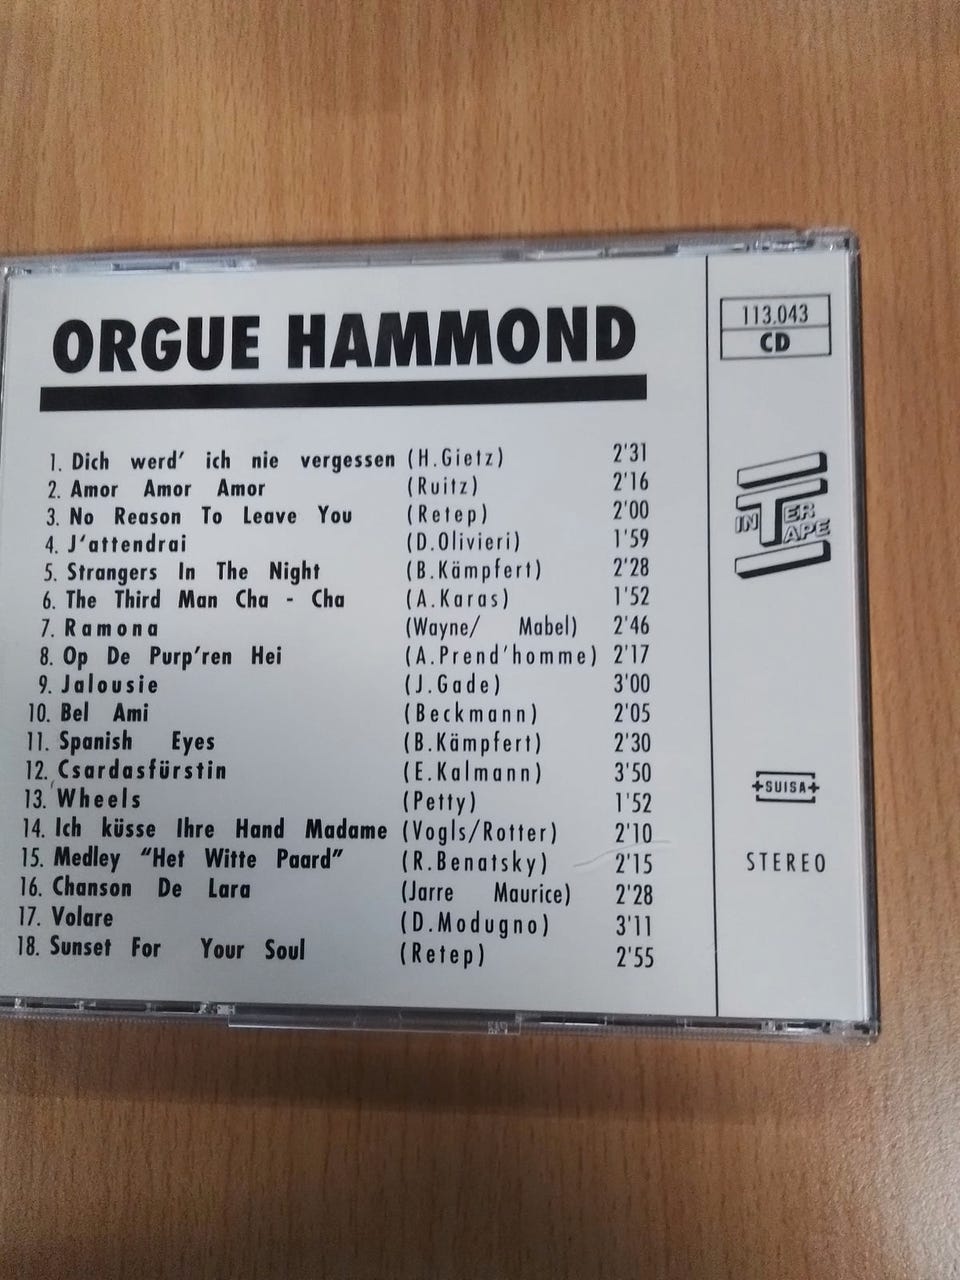 ORGUE HAMMOND
1. Dich werd' ich nie vergessen (H.Gietz) 2'31
2. Amor Amor Amor (Ruitz) 2'16
3. No Reason To Leave You (Retep) 2'00
4. J'attendrai (D.Olivieri) 1'59
5. Strangers In The Night (B.Kämpfert) 2'28
6. The Third Man Cha - Cha (A.Karas) 1'52
7. Ramona (Wayne/ Mabel) 2'46
8. Op De Purp'ren Hei (A.Prend'homme) 2'17
9. Jalousie (J.Gade) 3'00
10. Bel Ami (Beckmann) 2'05
11. Spanish Eyes (B.Kämpfert) 2'30
12. Csardasfürstin (E.Kalmann) 3'50
13. Wheels (Petty) 1'52
14. Ich küsse Ihre Hand Madame (Vogls/Rotter) 2'10
15. Medley "Het Witte Paard" (R.Benatsky) 2'15
16. Chanson De Lara (Jarre Maurice) 2'28
17. Volare (D.Modugno) 3'11
18. Sunset For Your Soul (Retep) 2'55
113.043
CD
INTER TAPE
SUISA
STEREO